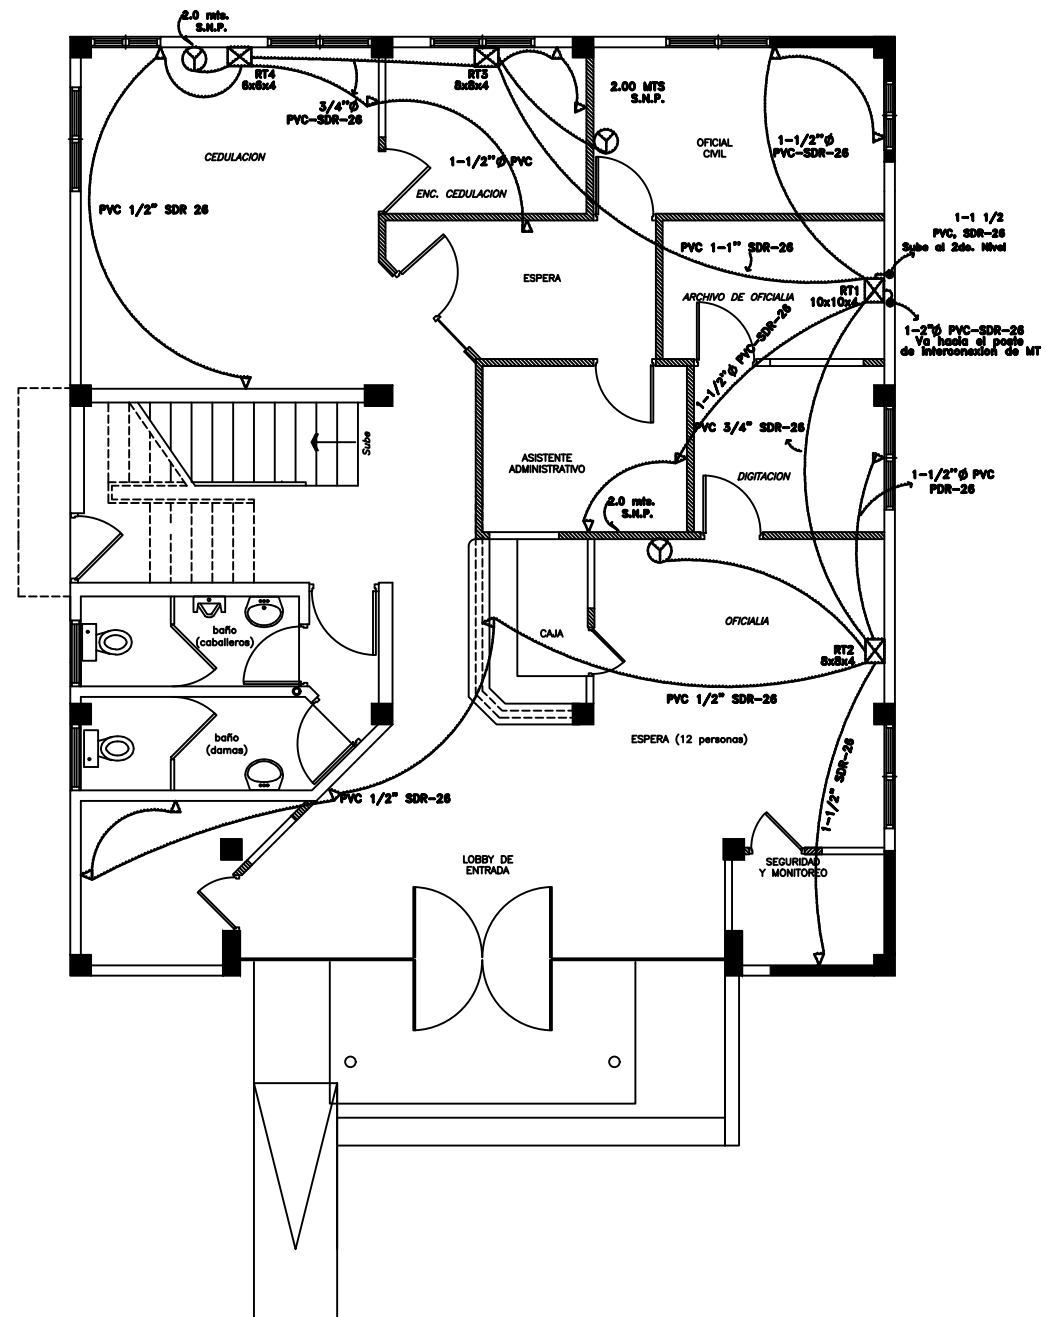 2.0 mts.
S.N.P.
RT4
6x6x4
3/4"Ø
PVC-SDR-26
RT3
8x8x4
2.00 MTS
S.N.P.
CEDULACION
1-1/2"Ø PVC
ENC. CEDULACION
OFICIAL
CIVIL
1-1/2"Ø
PVC-SDR-26
PVC 1/2" SDR 26
1-1 1/2
PVC, SDR-26
Sube al 2do. Nivel
PVC 1-1" SDR-26
ESPERA
ARCHIVO DE OFICIALIA
RT1
10x10x4
1-2"Ø PVC-SDR-26
Va hacia el poste
de interconexion de MT
1-1/2"Ø PVC-SDR-26
Sube
PVC 3/4" SDR-26
ASISTENTE
ADMINISTRATIVO
DIGITACION
1-1/2"Ø PVC
PDR-26
2.0 mts.
S.N.P.
baño
(caballeros)
CAJA
OFICIALIA
RT2
8x8x4
PVC 1/2" SDR-26
baño
(damas)
ESPERA (12 personas)
1-1/2" SDR-26
PVC 1/2" SDR-26
LOBBY DE
ENTRADA
SEGURIDAD
Y MONITOREO